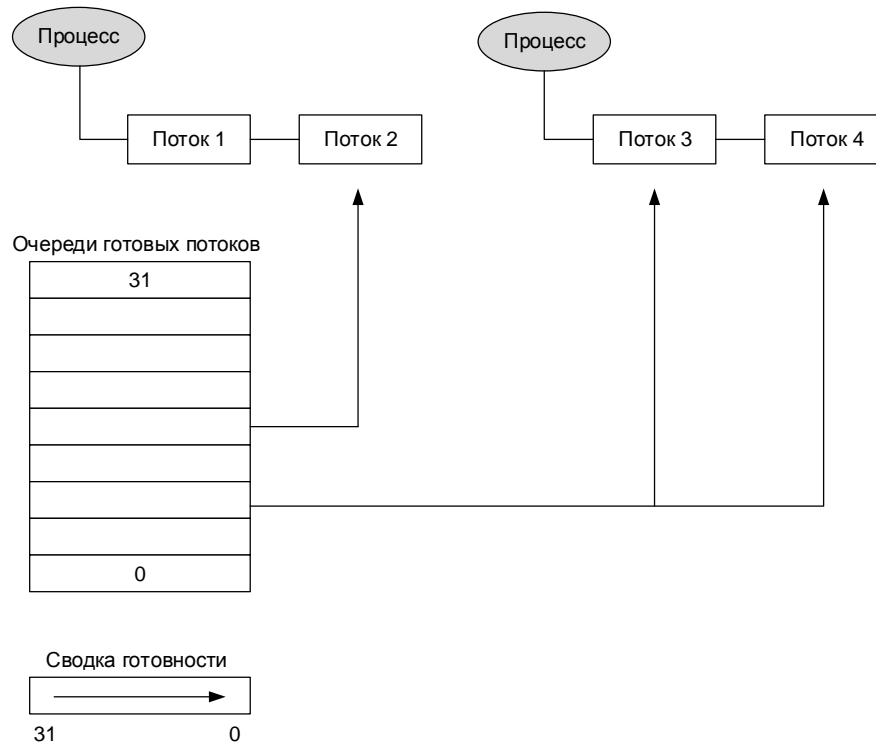 Процесс
Процесс
Поток 1
Поток 2
Поток 3
Поток 4
Очереди готовых потоков
31
0
Сводка готовности
31
0